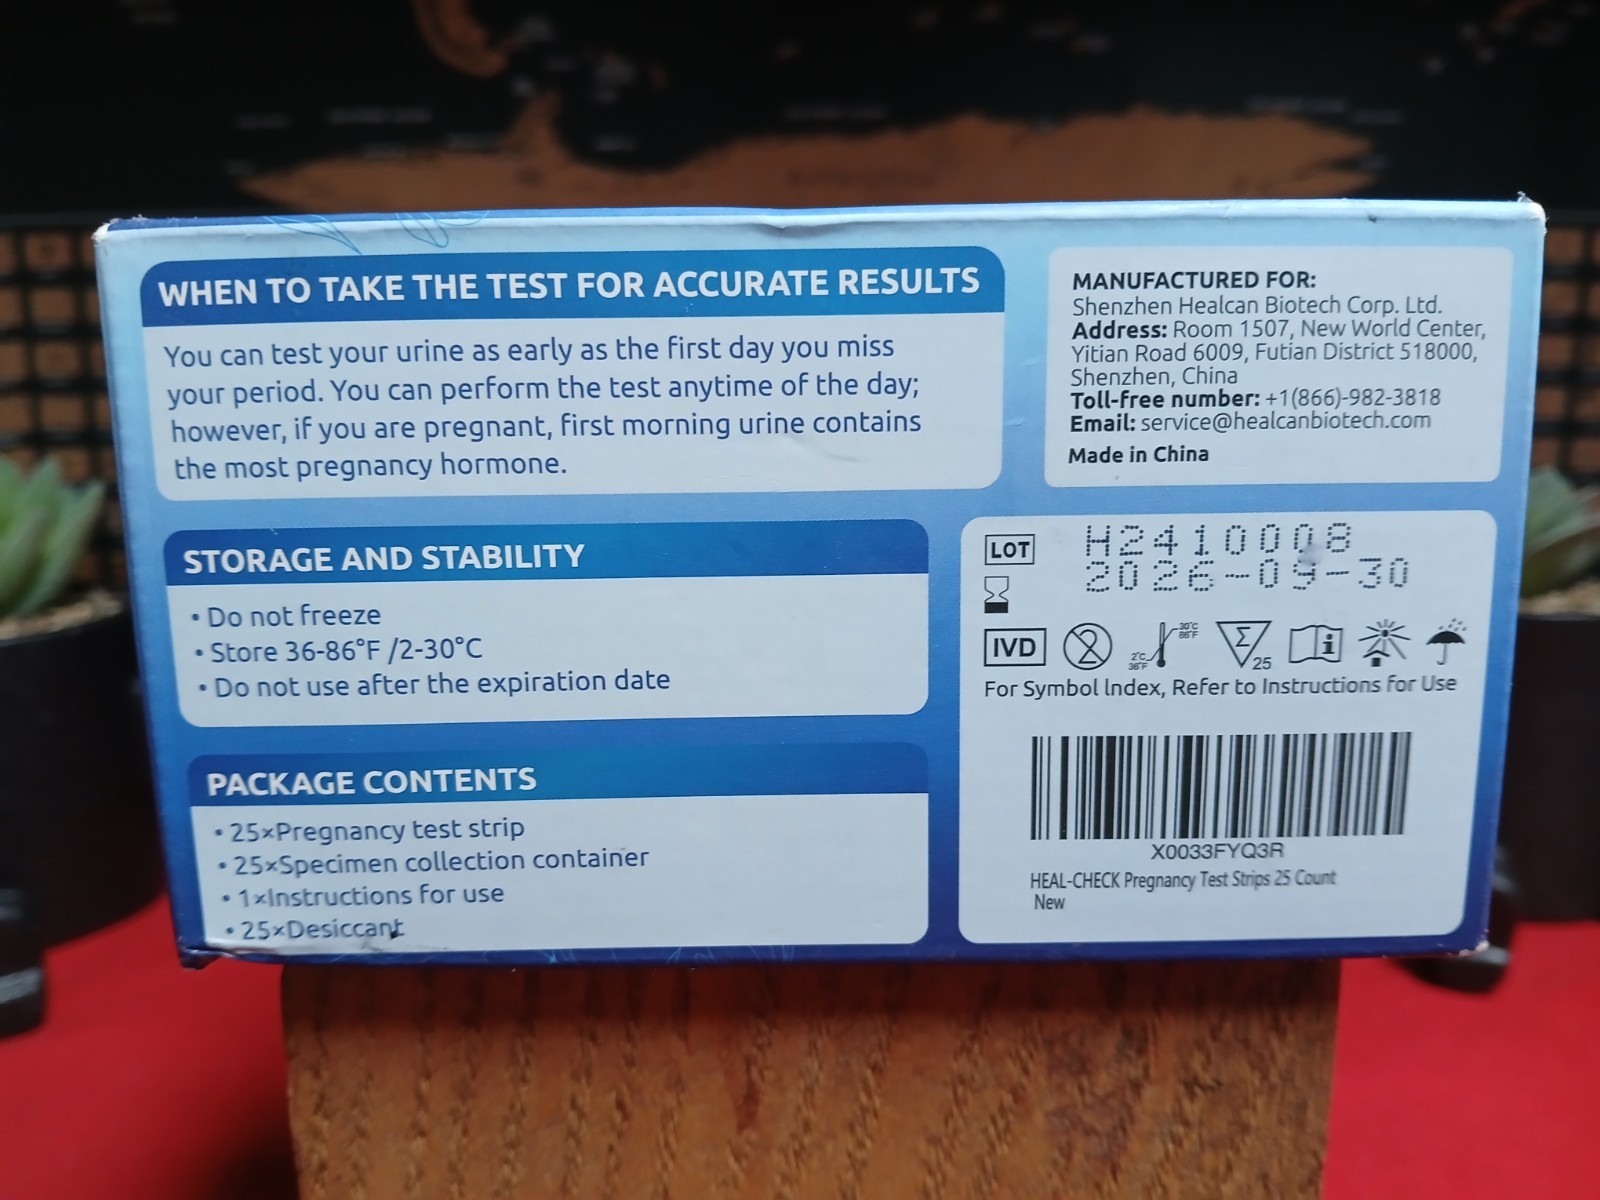 WHEN TO TAKE THE TEST FOR ACCURATE RESULTS
You can test your urine as early as the first day you miss
your period. You can perform the test anytime of the day;
however, if you are pregnant, first morning urine contains
the most pregnancy hormone.
STORAGE AND STABILITY
• Do not freeze
• Store 36-86°F /2-30°C
• Do not use after the expiration date
PACKAGE CONTENTS
• 25×Pregnancy test strip
• 25×Specimen collection container
• 1×Instructions for use
• 25×Desiccant
MANUFACTURED FOR:
Shenzhen Healcan Biotech Corp. Ltd.
Address: Room 1507, New World Center,
Yitian Road 6009, Futian District 518000,
Shenzhen, China
Toll-free number: +1(866)-982-3818
Email: service@healcanbiotech.com
Made in China
LOT H2410008
2026-09-30
IVD 2 2°C 36°F 30°C 86°F Σ 25 i
For Symbol Index, Refer to Instructions for Use
X0033FYQ3R
HEAL-CHECK Pregnancy Test Strips 25 Count
New